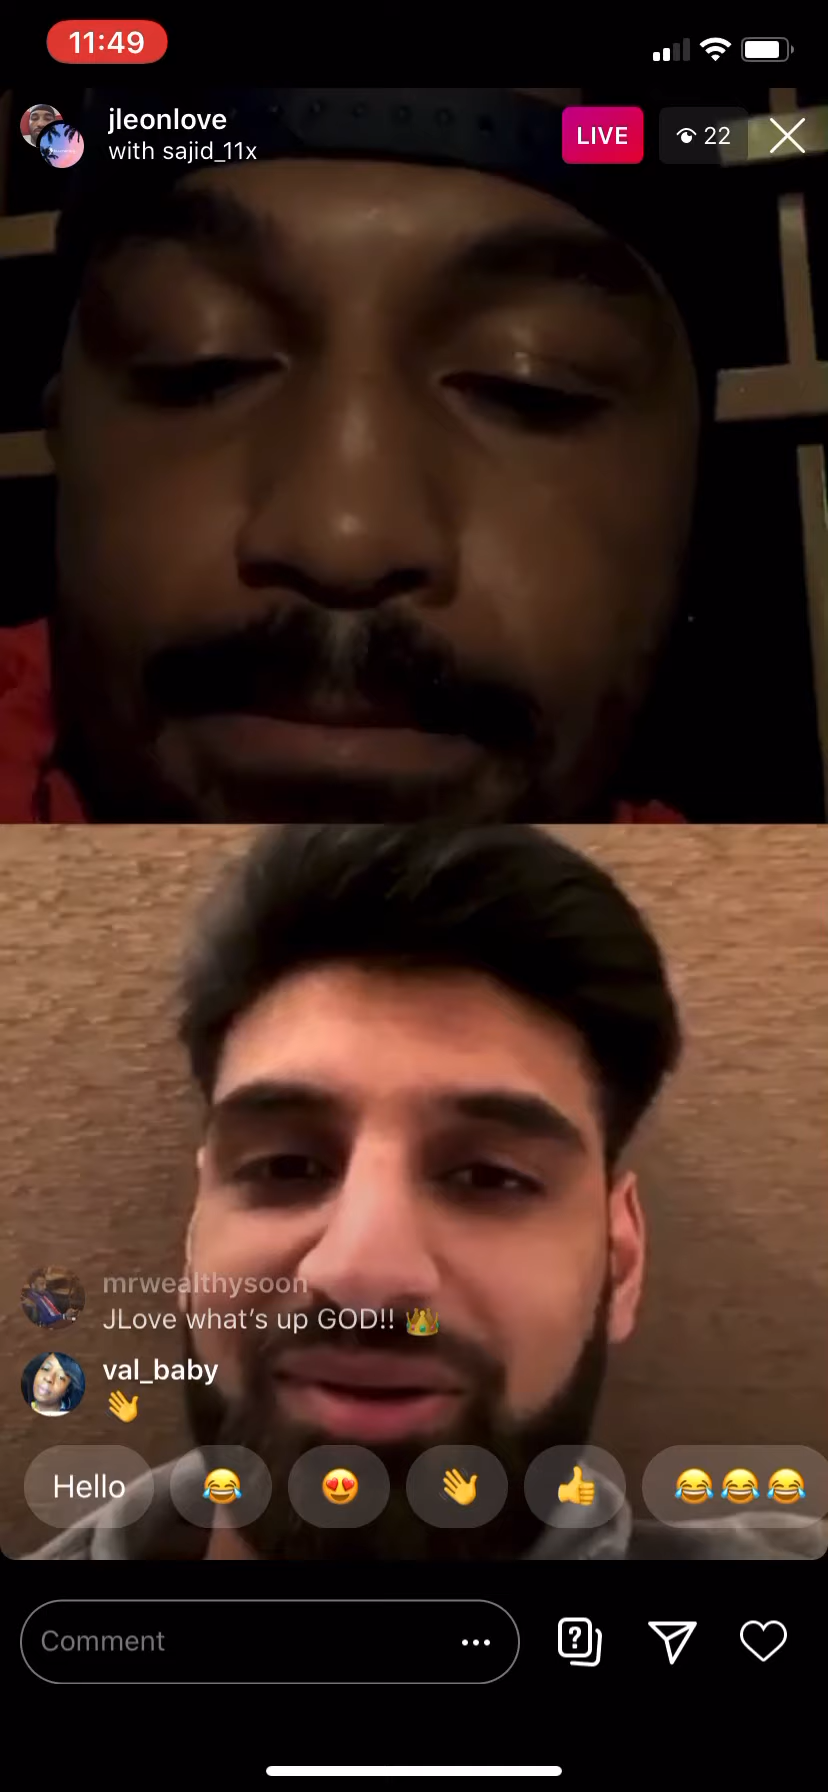 11:49
jleonlove
with sajid_11x
LIVE
22
mrwealthysoon
JLove what's up GOD!! 👑
val_baby
👋
Hello 😂 😍 👋 👍 😂😂😂
Comment